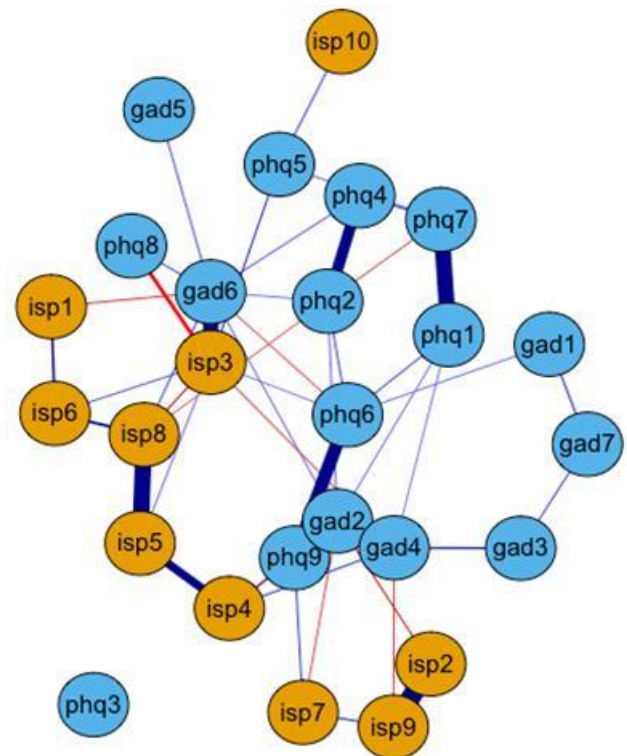 isp10
gad5
phq5
phq4
phq7
phq8
gad6
phq2
isp1
phq1
gad1
isp3
isp6
isp8
phq6
gad7
gad2
isp5
phq9
gad4
gad3
isp4
isp2
phq3
isp7
isp9